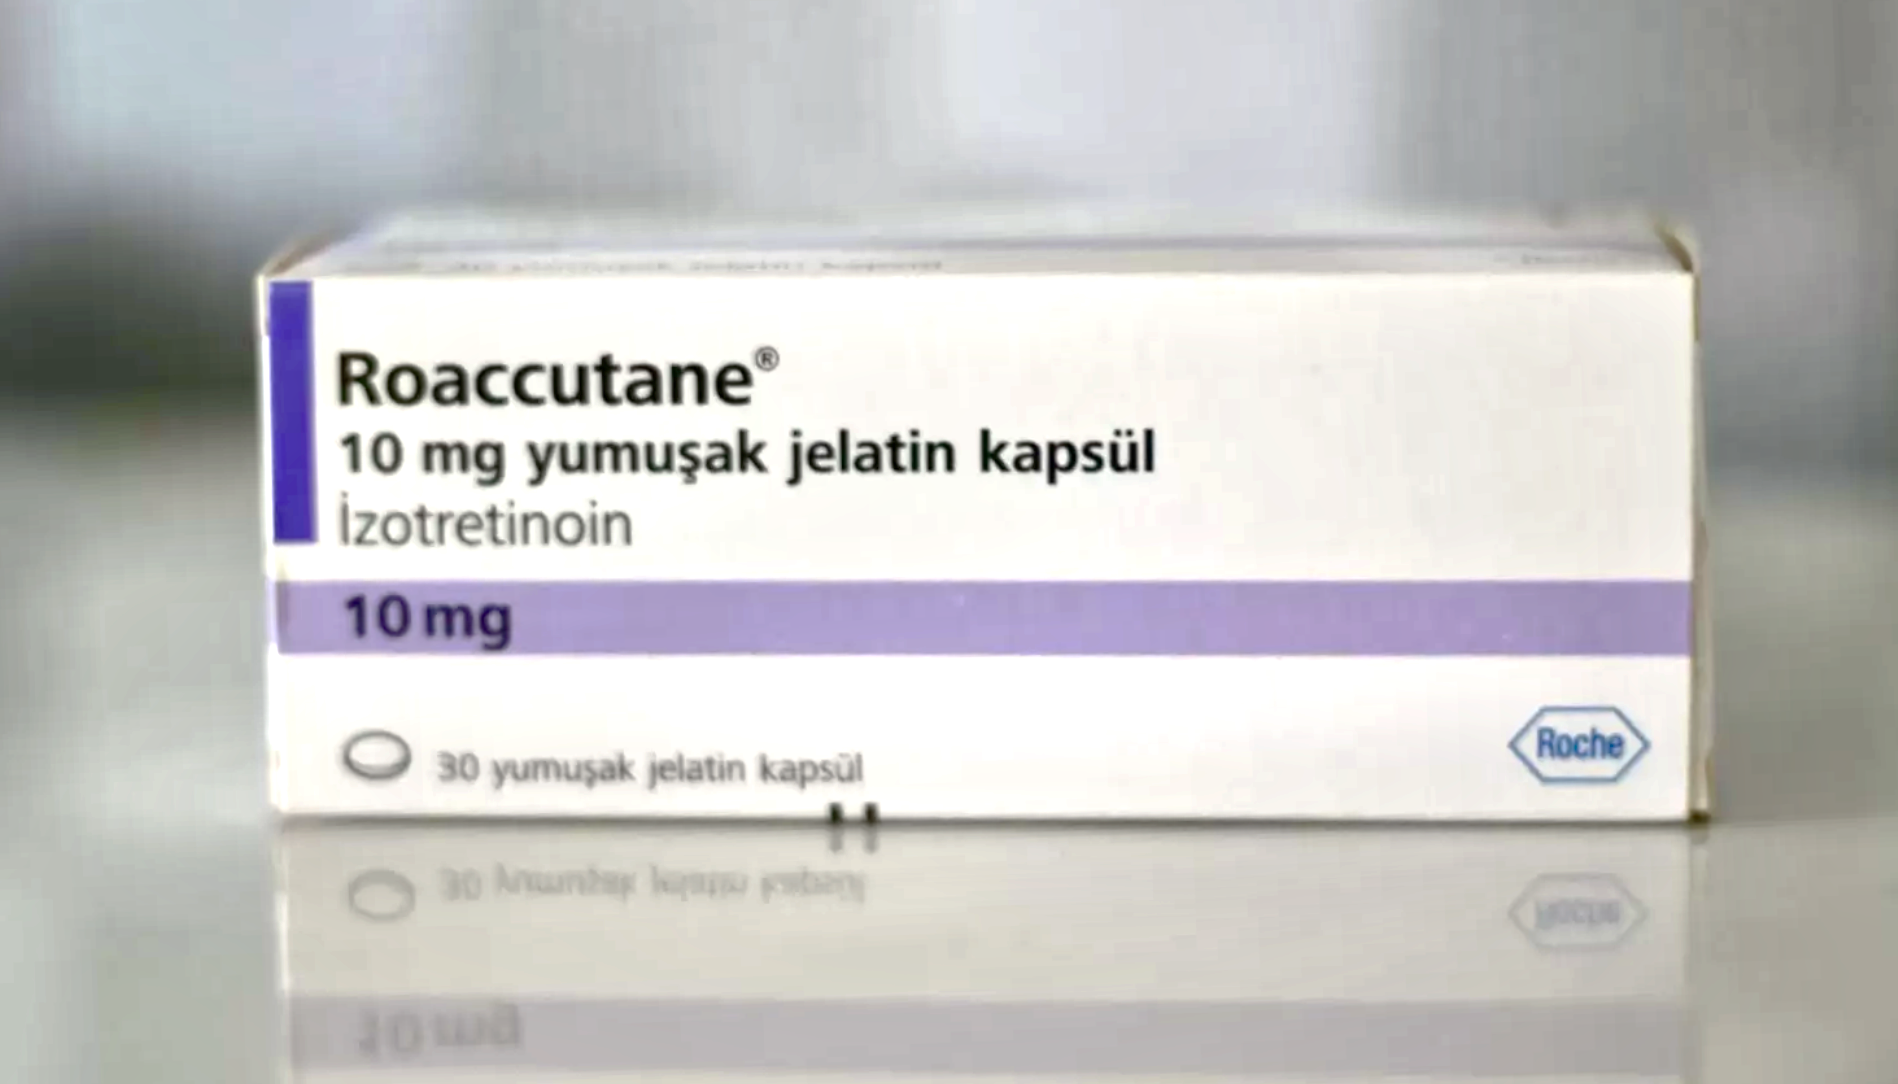 Roaccutane®
10 mg yumuşak jelatin kapsül
İzotretinoin
10 mg
30 yumuşak jelatin kapsül
Roche